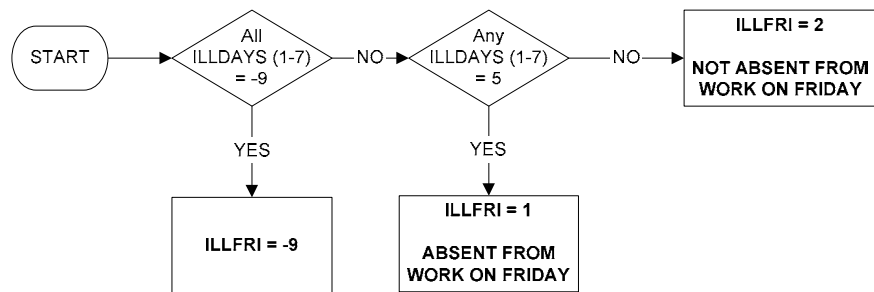 START
All
ILLDAYS (1-7)
= -9
NO
Any
ILLDAYS (1-7)
= 5
NO
ILLFRI = 2
NOT ABSENT FROM
WORK ON FRIDAY
YES
YES
ILLFRI = -9
ILLFRI = 1
ABSENT FROM
WORK ON FRIDAY